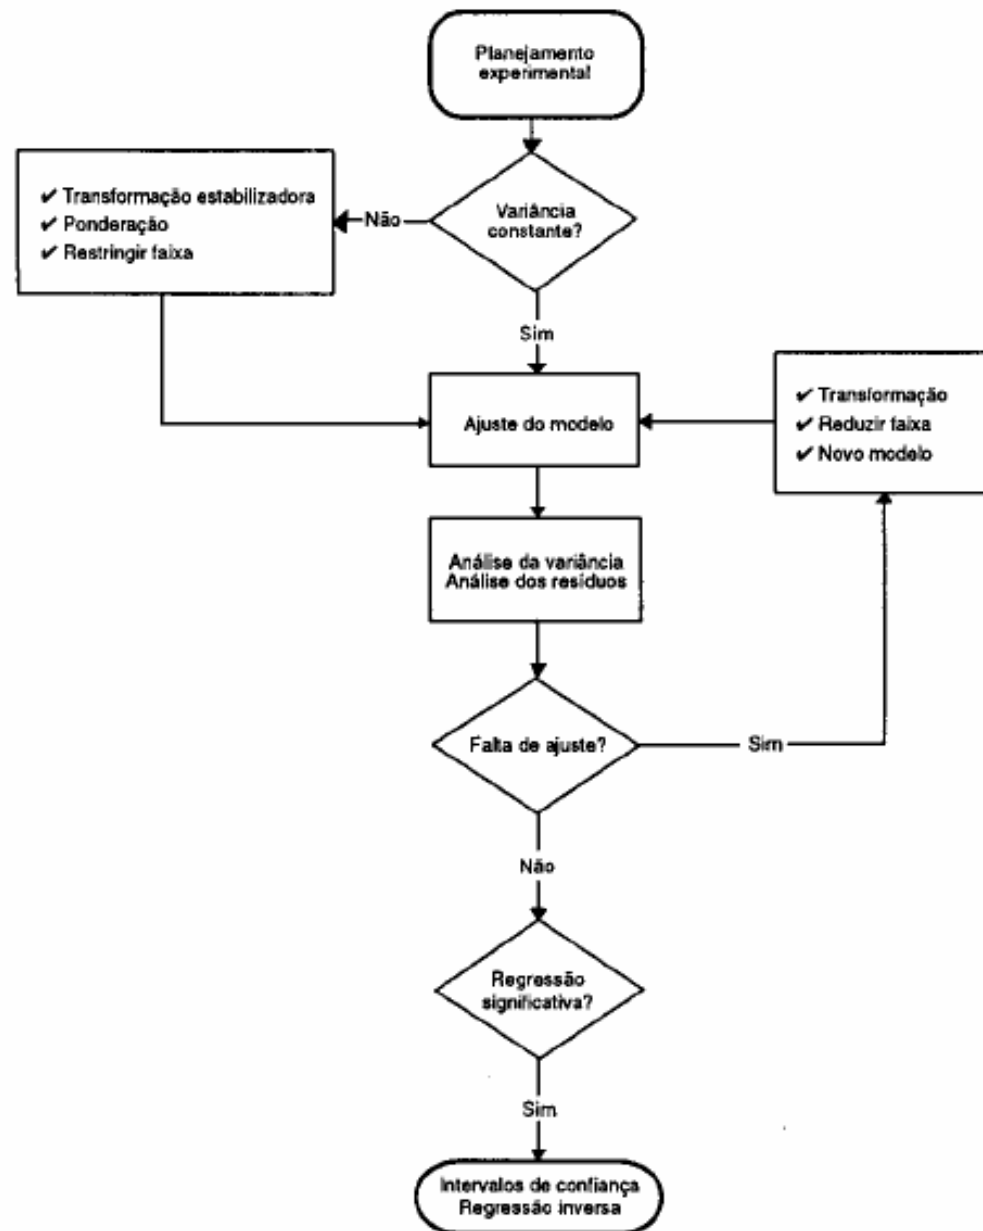 Planejamento
experimental
✔ Transformação estabilizadora
✔ Ponderação
✔ Restringir faixa
Não
Variância
constante?
Sim
Ajuste do modelo
✔ Transformação
✔ Reduzir faixa
✔ Novo modelo
Análise da variância
Análise dos resíduos
Falta de ajuste?
Sim
Não
Regressão
significativa?
Sim
Intervalos de confiança
Regressão inversa